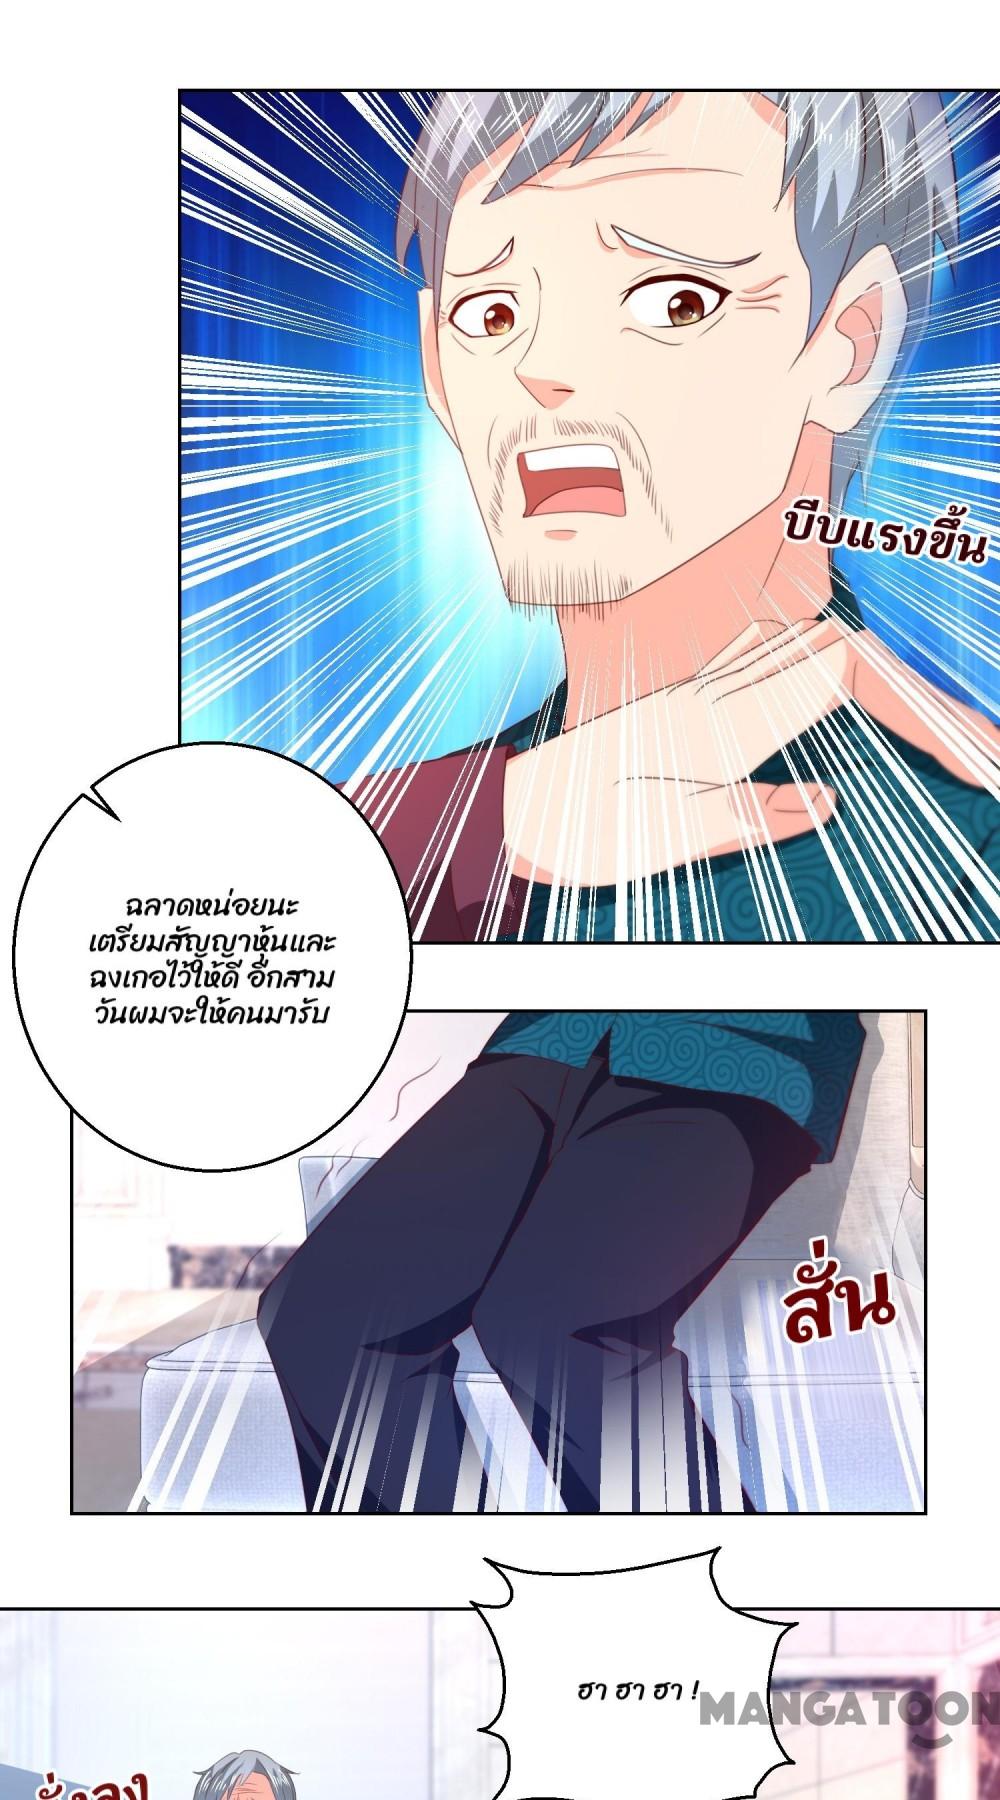 บีบแรงขึ้น
ฉลาดหน่อยนะ
เตรียมสัญญาหุ้นและ
ฉงเกอไว้ให้ดี อีกสาม
วันผมจะให้คนมารับ
สั่น
ฮา ฮา ฮา !
MANGATOON